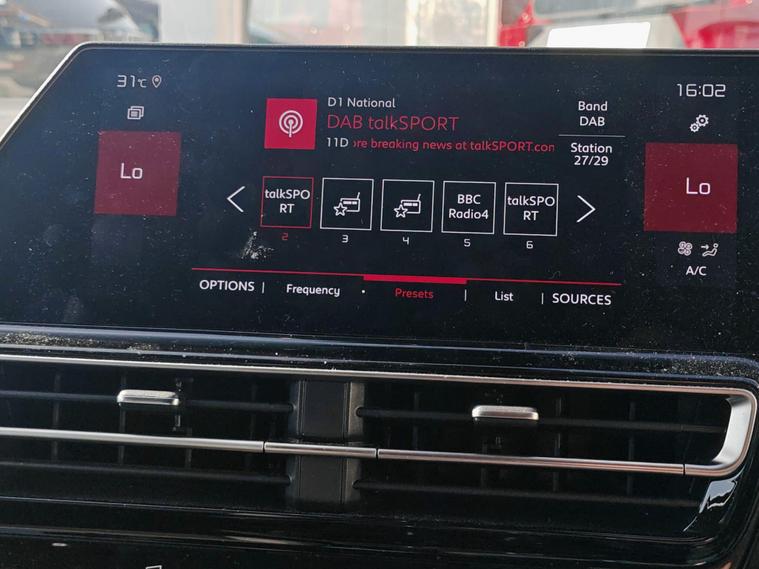 31°C
16:02
D1 National
DAB talkSPORT
11D ore breaking news at talkSPORT.con
Band
DAB
Station
27/29
Lo
Lo
talkSPO
RT
BBC
Radio4
talkSPO
RT
2
3
4
5
6
A/C
OPTIONS | Frequency • Presets | List | SOURCES